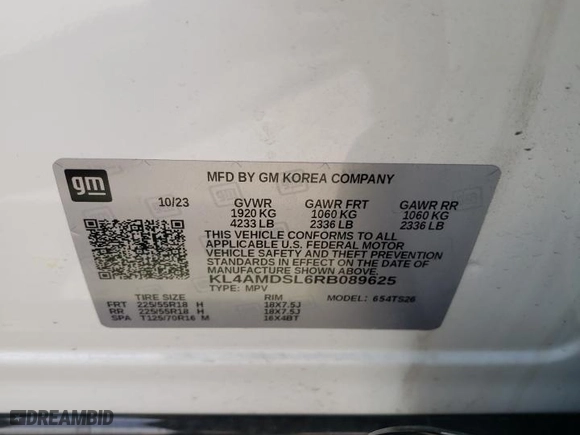 gm
MFD BY GM KOREA COMPANY
10/23 GVWR GAWR FRT GAWR RR
1920 KG 1060 KG 1060 KG
4233 LB 2336 LB 2336 LB
THIS VEHICLE CONFORMS TO ALL
APPLICABLE U.S. FEDERAL MOTOR
VEHICLE SAFETY, BUMPER, AND THEFT PREVENTION
STANDARDS IN EFFECT ON THE DATE OF
MANUFACTURE SHOWN ABOVE.
KL4AMDSL6RB089625
TYPE: MPV
TIRE SIZE RIM MODEL: 654TS26
FRT 225/55R18 H 18X7.5J
RR 225/55R18 H 18X7.5J
SPA T125/70R16 M 16X4BT
DREAMBID